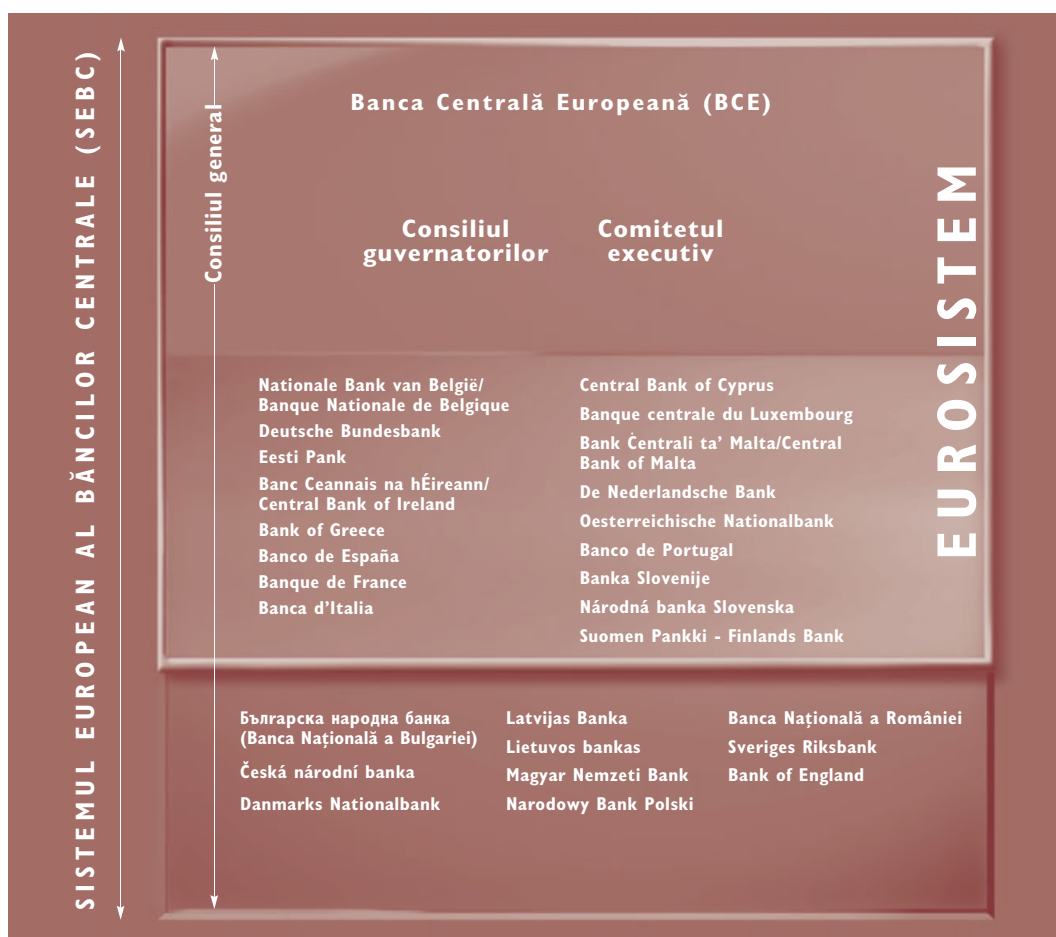 SISTEMUL EUROPEAN AL BĂNCILOR CENTRALE (SEBC)
Consiliul general
Banca Centrală Europeană (BCE)
Consiliul
guvernatorilor
Comitetul
executiv
EUROSISTEM
Nationale Bank van België/
Banque Nationale de Belgique
Deutsche Bundesbank
Eesti Pank
Banc Ceannais na hÉireann/
Central Bank of Ireland
Bank of Greece
Banco de España
Banque de France
Banca d’Italia
Central Bank of Cyprus
Banque centrale du Luxembourg
Bank Ċentrali ta’ Malta/Central
Bank of Malta
De Nederlandsche Bank
Oesterreichische Nationalbank
Banco de Portugal
Banka Slovenije
Národná banka Slovenska
Suomen Pankki - Finlands Bank
Българска народна банка
(Banca Națională a Bulgariei)
Česká národní banka
Danmarks Nationalbank
Latvijas Banka
Lietuvos bankas
Magyar Nemzeti Bank
Narodowy Bank Polski
Banca Națională a României
Sveriges Riksbank
Bank of England